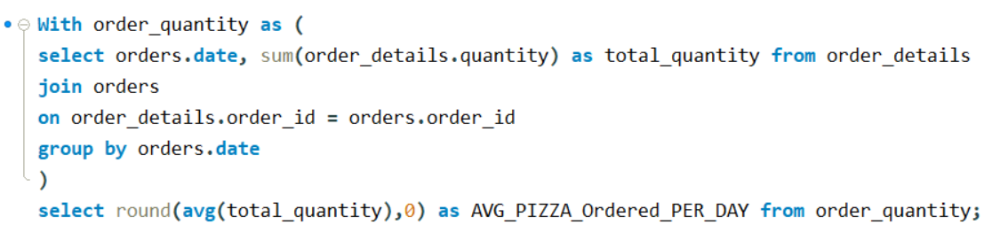 With order_quantity as (
select orders.date, sum(order_details.quantity) as total_quantity from order_details
join orders
on order_details.order_id = orders.order_id
group by orders.date
)
select round(avg(total_quantity),0) as AVG_PIZZA_Ordered_PER_DAY from order_quantity;